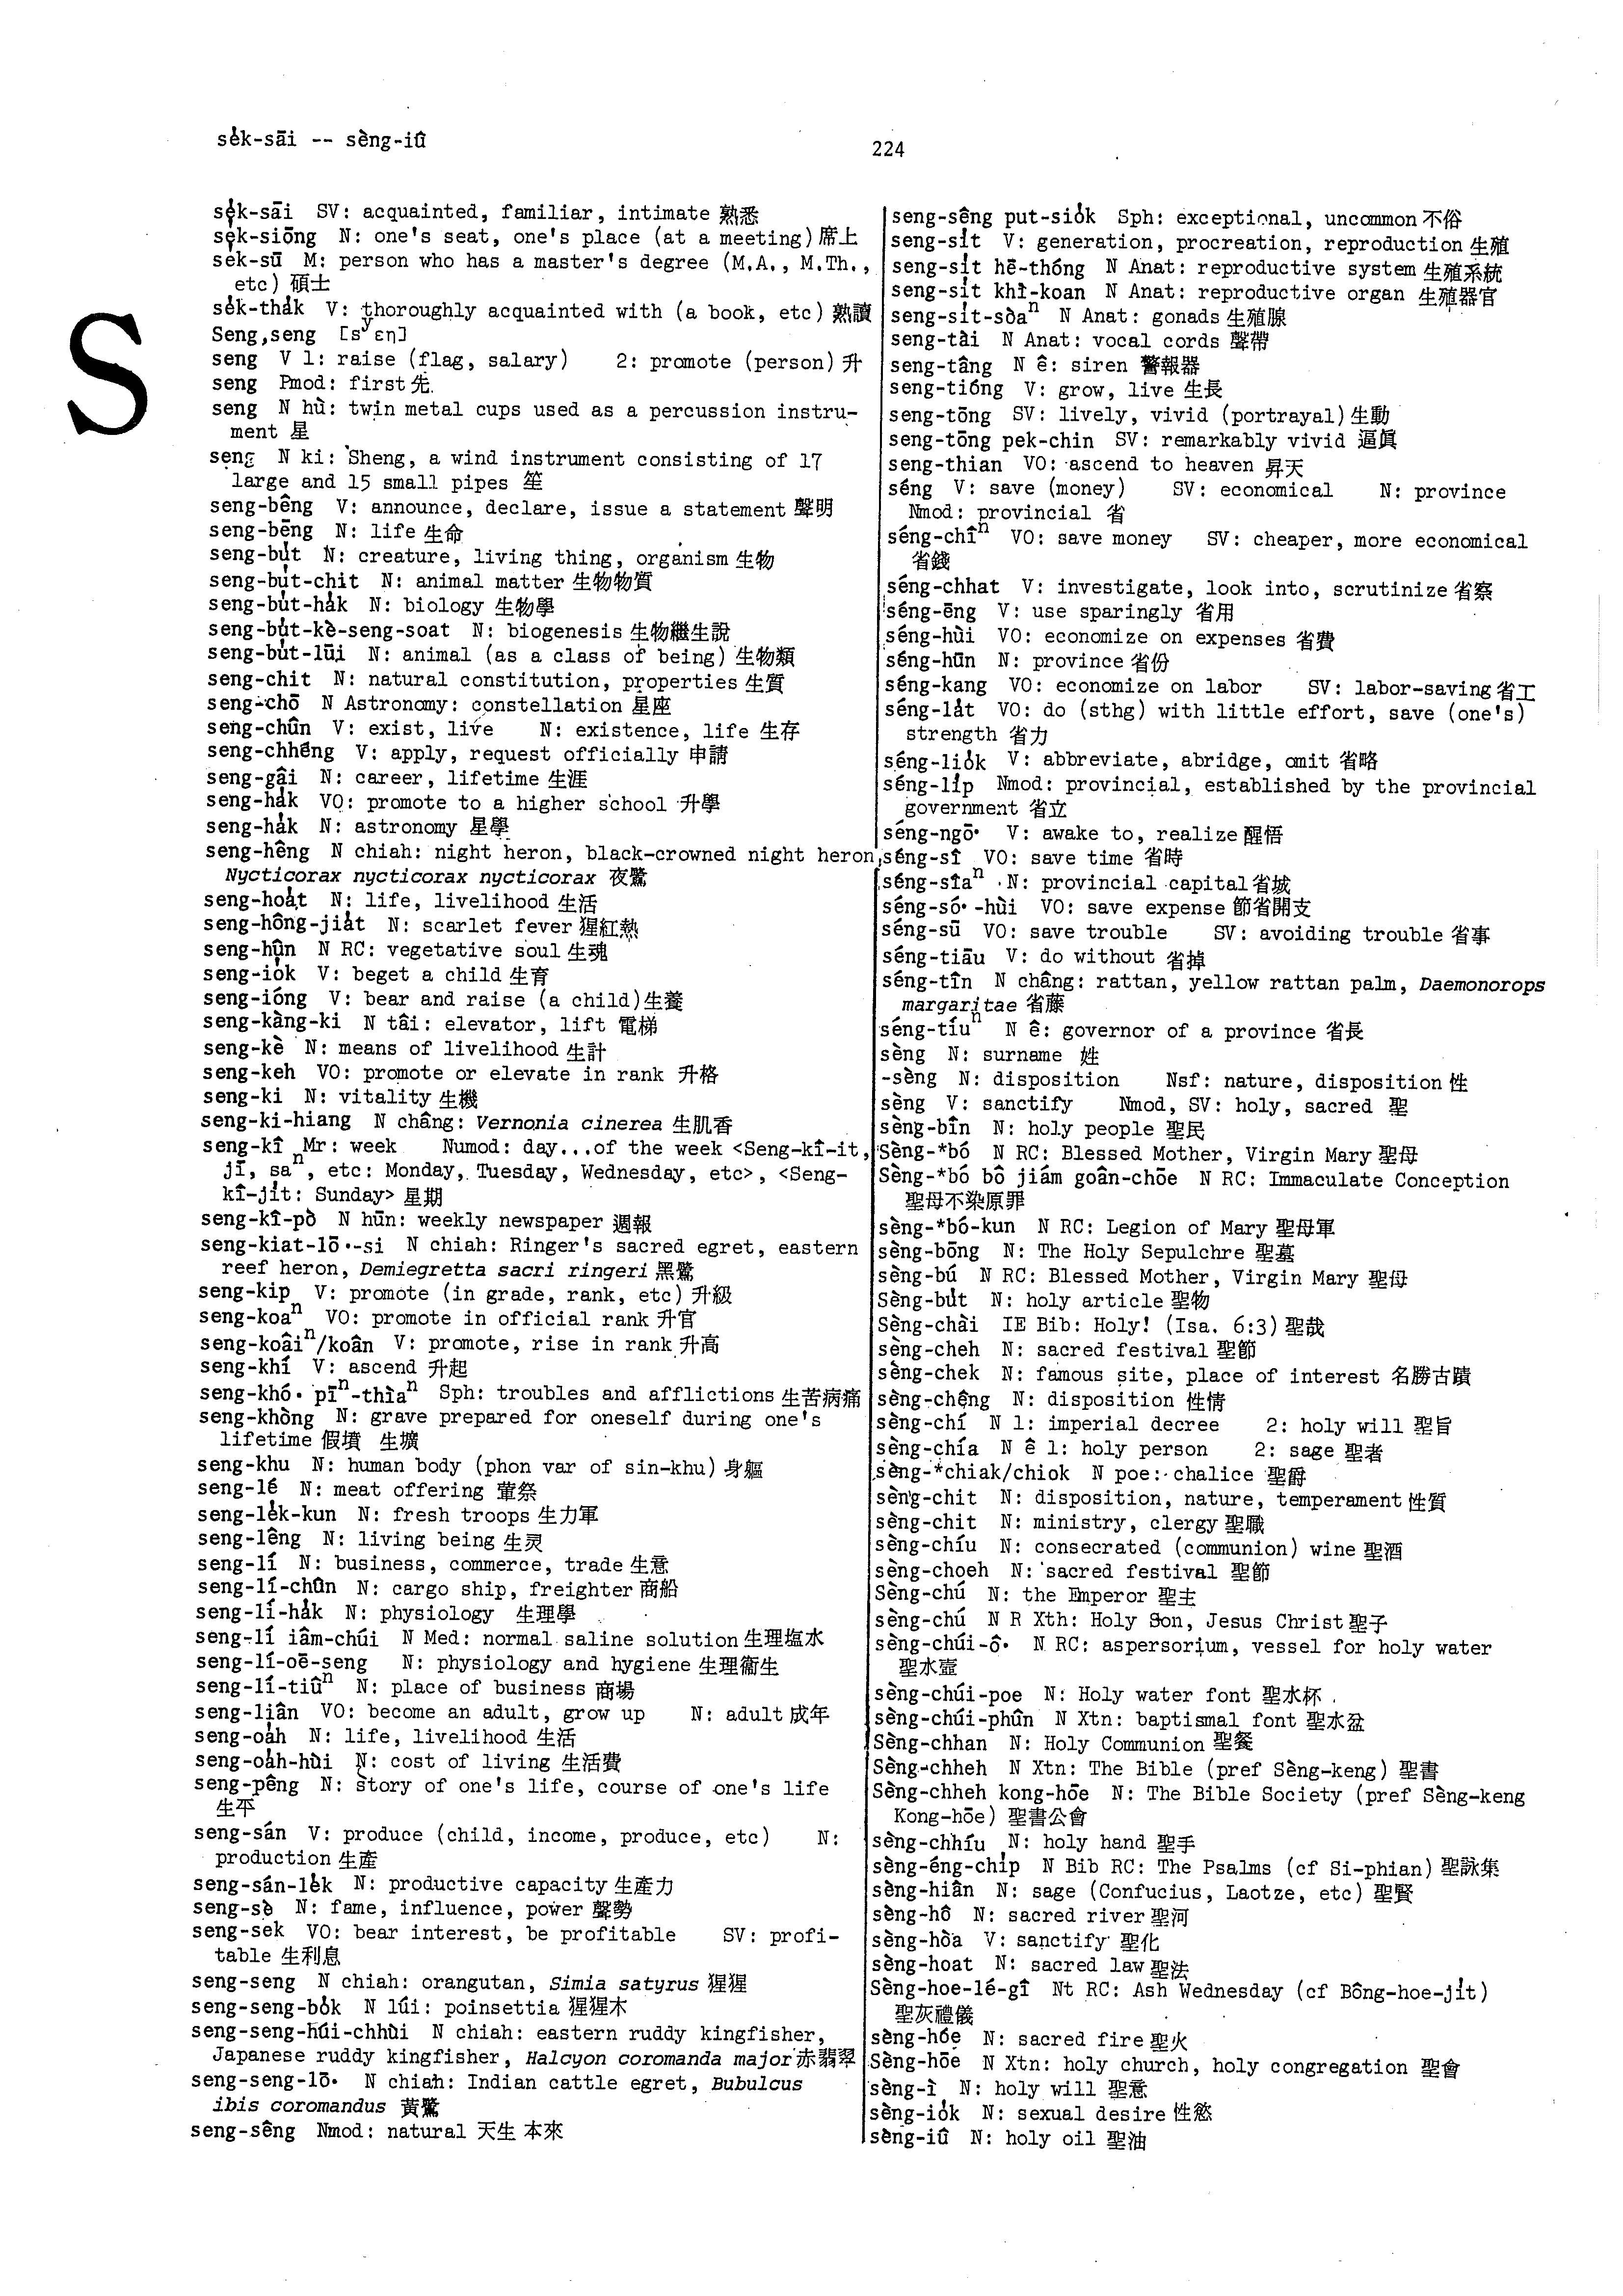 se̍k-sāi -- sèng-iû
224
S
se̍k-sāi SV: acquainted, familiar, intimate 熟悉
se̍k-siōng N: one's seat, one's place (at a meeting) 席上
se̍k-sū M: person who has a master's degree (M.A., M.Th.,
etc) 碩士
se̍k-tha̍k V: thoroughly acquainted with (a book, etc) 熟讀
Seng,seng [sʸεŋ]
seng V 1: raise (flag, salary) 2: promote (person) 升
seng Pmod: first 先
seng N hù: twin metal cups used as a percussion instru-
ment 星
seng N ki: Sheng, a wind instrument consisting of 17
large and 15 small pipes 笙
seng-bêng V: announce, declare, issue a statement 聲明
seng-bēng N: life 生命
seng-bu̍t N: creature, living thing, organism 生物
seng-bu̍t-chit N: animal matter 生物物質
seng-bu̍t-ha̍k N: biology 生物學
seng-bu̍t-kè-seng-soat N: biogenesis 生物繼生說
seng-bu̍t-lūi N: animal (as a class of being) 生物類
seng-chit N: natural constitution, properties 生質
seng-chō N Astronomy: constellation 星座
seng-chûn V: exist, live N: existence, life 生存
seng-chhéng V: apply, request officially 申請
seng-gâi N: career, lifetime 生涯
seng-ha̍k VO: promote to a higher school 升學
seng-ha̍k N: astronomy 星學
seng-hêng N chiah: night heron, black-crowned night heron,
Nycticorax nycticorax nycticorax 夜鷺
seng-hoa̍t N: life, livelihood 生活
seng-hông-jia̍t N: scarlet fever 猩紅熱
seng-hûn N RC: vegetative soul 生魂
seng-io̍k V: beget a child 生育
seng-ióng V: bear and raise (a child) 生養
seng-kàng-ki N tâi: elevator, lift 電梯
seng-kè N: means of livelihood 生計
seng-keh VO: promote or elevate in rank 升格
seng-ki N: vitality 生機
seng-ki-hiang N châng: Vernonia cinerea 生肌香
seng-kî Mr: week Numod: day...of the week <Seng-kî-it,
jī, saⁿ, etc: Monday, Tuesday, Wednesday, etc>, <Seng-
kî-ji̍t: Sunday> 星期
seng-kî-pò N hūn: weekly newspaper 週報
seng-kiat-lō·-si N chiah: Ringer's sacred egret, eastern
reef heron, Demiegretta sacri ringeri 黑鷺
seng-kip V: promote (in grade, rank, etc) 升級
seng-koaⁿ VO: promote in official rank 升官
seng-koâiⁿ/koân V: promote, rise in rank 升高
seng-khí V: ascend 升起
seng-khó· pīⁿ-thìaⁿ Sph: troubles and afflictions 生苦病痛
seng-khòng N: grave prepared for oneself during one's
lifetime 假墳 生壙
seng-khu N: human body (phon var of sin-khu) 身軀
seng-lé N: meat offering 葷祭
seng-le̍k-kun N: fresh troops 生力軍
seng-lêng N: living being 生灵
seng-lí N: business, commerce, trade 生意
seng-lí-chûn N: cargo ship, freighter 商船
seng-lí-ha̍k N: physiology 生理學
seng-lí iâm-chúi N Med: normal saline solution 生理塩水
seng-lí-oē-seng N: physiology and hygiene 生理衛生
seng-lí-tiûⁿ N: place of business 商場
seng-liân VO: become an adult, grow up N: adult 成年
seng-oa̍h N: life, livelihood 生活
seng-oa̍h-hùi N: cost of living 生活費
seng-pêng N: story of one's life, course of one's life
生平
seng-sán V: produce (child, income, produce, etc) N:
production 生產
seng-sán-le̍k N: productive capacity 生產力
seng-sè N: fame, influence, power 聲勢
seng-sek VO: bear interest, be profitable SV: profi-
table 生利息
seng-seng N chiah: orangutan, Simia satyrus 猩猩
seng-seng-bo̍k N lúi: poinsettia 猩猩木
seng-seng-húi-chhùi N chiah: eastern ruddy kingfisher,
Japanese ruddy kingfisher, Halcyon coromanda major 赤翡翠
seng-seng-lō· N chiah: Indian cattle egret, Bubulcus
ibis coromandus 黃鷺
seng-sêng Nmod: natural 天生 本來
seng-sêng put-sio̍k Sph: exceptional, uncommon 不俗
seng-si̍t V: generation, procreation, reproduction 生殖
seng-si̍t hē-thóng N Anat: reproductive system 生殖系統
seng-si̍t khì-koan N Anat: reproductive organ 生殖器官
seng-si̍t-sòaⁿ N Anat: gonads 生殖腺
seng-tài N Anat: vocal cords 聲帶
seng-tâng N ê: siren 警報器
seng-tióng V: grow, live 生長
seng-tōng SV: lively, vivid (portrayal) 生動
seng-tōng pek-chin SV: remarkably vivid 逼眞
seng-thian VO: ascend to heaven 昇天
séng V: save (money) SV: economical N: province
Nmod: provincial 省
séng-chîⁿ VO: save money SV: cheaper, more economical
省錢
séng-chhat V: investigate, look into, scrutinize 省察
séng-ēng V: use sparingly 省用
séng-hùi VO: economize on expenses 省費
séng-hūn N: province 省份
séng-kang VO: economize on labor SV: labor-saving 省工
séng-la̍t VO: do (sthg) with little effort, save (one's)
strength 省力
séng-lio̍k V: abbreviate, abridge, omit 省略
séng-li̍p Nmod: provincial, established by the provincial
government 省立
séng-ngō· V: awake to, realize 醒悟
séng-sî VO: save time 省時
séng-sîaⁿ N: provincial capital 省城
séng-só·-hùi VO: save expense 節省開支
séng-sū VO: save trouble SV: avoiding trouble 省事
séng-tiāu V: do without 省掉
séng-tîn N châng: rattan, yellow rattan palm, Daemonorops
margaritae 省藤
séng-tíuⁿ N ê: governor of a province 省長
sèng N: surname 姓
-sèng N: disposition Nsf: nature, disposition 性
sèng V: sanctify Nmod, SV: holy, sacred 聖
sèng-bîn N: holy people 聖民
Sèng-*bó N RC: Blessed Mother, Virgin Mary 聖母
Sèng-*bó bô jiám goân-chōe N RC: Immaculate Conception
聖母不染原罪
sèng-*bó-kun N RC: Legion of Mary 聖母軍
sèng-bōng N: The Holy Sepulchre 聖墓
sèng-bú N RC: Blessed Mother, Virgin Mary 聖母
Sèng-bu̍t N: holy article 聖物
Sèng-chài IE Bib: Holy! (Isa. 6:3) 聖哉
sèng-cheh N: sacred festival 聖節
sèng-chek N: famous site, place of interest 名勝古蹟
sèng-chêng N: disposition 性情
sèng-chí N 1: imperial decree 2: holy will 聖旨
sèng-chía N ê 1: holy person 2: sage 聖者
sèng-*chiak/chiok N poe: chalice 聖爵
sèng-chit N: disposition, nature, temperament 性質
sèng-chit N: ministry, clergy 聖職
sèng-chíu N: consecrated (communion) wine 聖酒
sèng-choeh N: sacred festival 聖節
Sèng-chú N: the Emperor 聖主
sèng-chú N R Xth: Holy Son, Jesus Christ 聖子
sèng-chúi-ô· N RC: aspersorium, vessel for holy water
聖水壺
sèng-chúi-poe N: Holy water font 聖水杯
sèng-chúi-phûn N Xtn: baptismal font 聖水盆
Sèng-chhan N: Holy Communion 聖餐
Sèng-chheh N Xtn: The Bible (pref Sèng-keng) 聖書
Sèng-chheh kong-hōe N: The Bible Society (pref Sèng-keng
Kong-hōe) 聖書公會
sèng-chhíu N: holy hand 聖手
sèng-éng-chi̍p N Bib RC: The Psalms (cf Si-phian) 聖詠集
sèng-hiân N: sage (Confucius, Laotze, etc) 聖賢
sèng-hô N: sacred river 聖河
sèng-hòa V: sanctify 聖化
sèng-hoat N: sacred law 聖法
Sèng-hoe-lé-gî Nt RC: Ash Wednesday (cf Bông-hoe-ji̍t)
聖灰禮儀
sèng-hóe N: sacred fire 聖火
Sèng-hōe N Xtn: holy church, holy congregation 聖會
sèng-ì N: holy will 聖意
sèng-io̍k N: sexual desire 性慾
sèng-iû N: holy oil 聖油